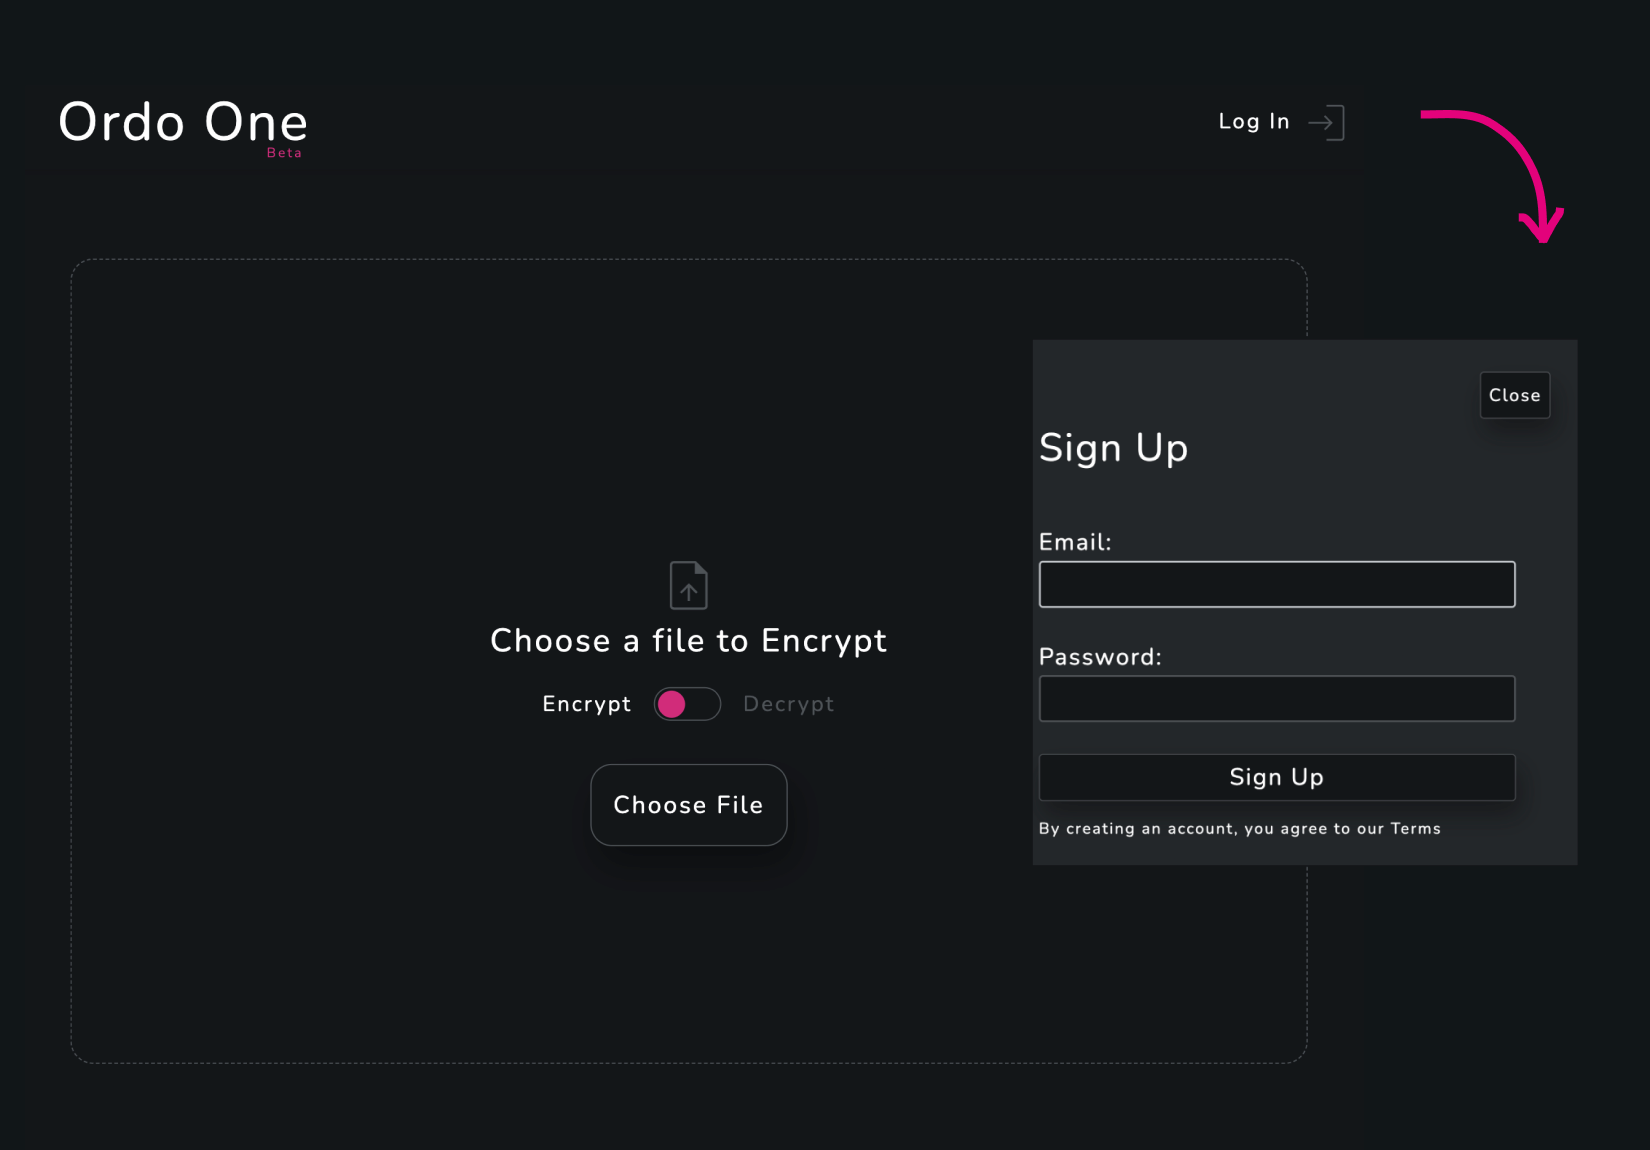 Ordo One
Beta
Log In
Choose a file to Encrypt
Encrypt Decrypt
Choose File
Close
Sign Up
Email:
Password:
Sign Up
By creating an account, you agree to our Terms